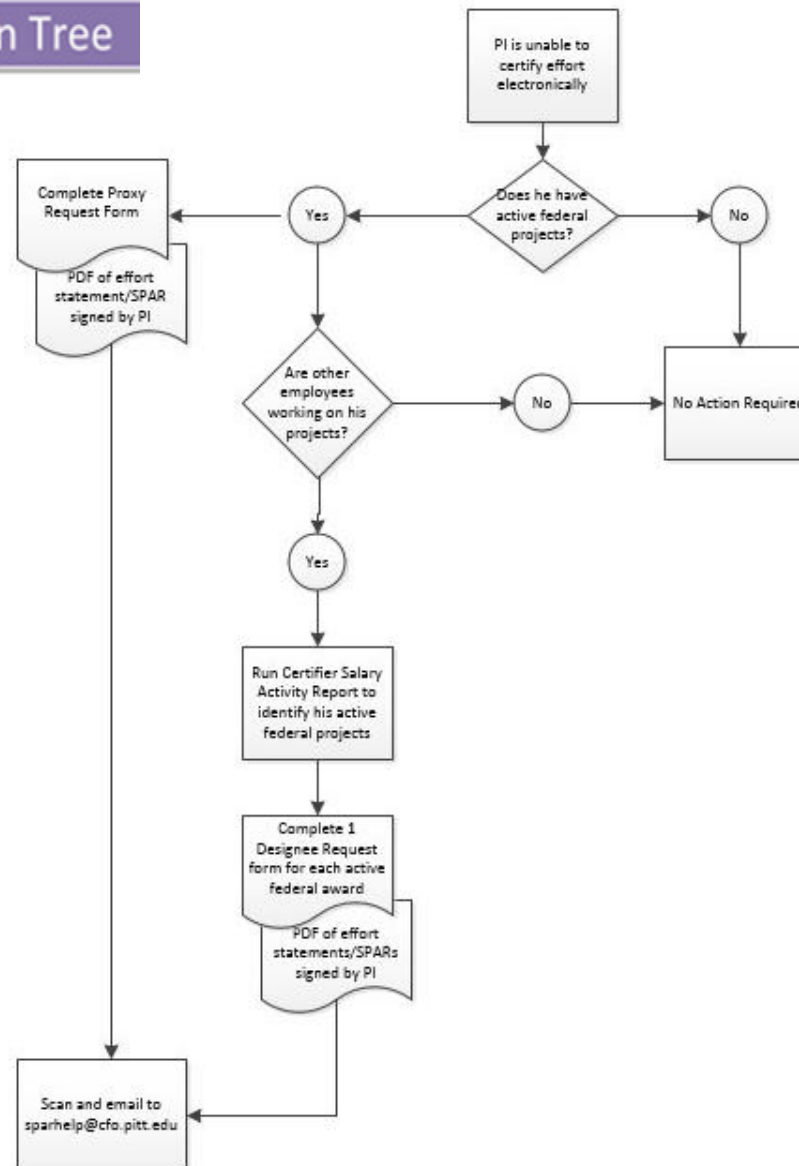 n Tree
PI is unable to
certify effort
electronically
Does he have
active federal
projects?
Yes
No
Complete Proxy
Request Form
PDF of effort
statement/SPAR
signed by PI
Are other
employees
working on his
projects?
No
No Action Require
Yes
Run Certifier Salary
Activity Report to
identify his active
federal projects
Complete 1
Designee Request
form for each active
federal award
PDF of effort
statements/SPARs
signed by PI
Scan and email to
sparhelp@cfo.pitt.edu